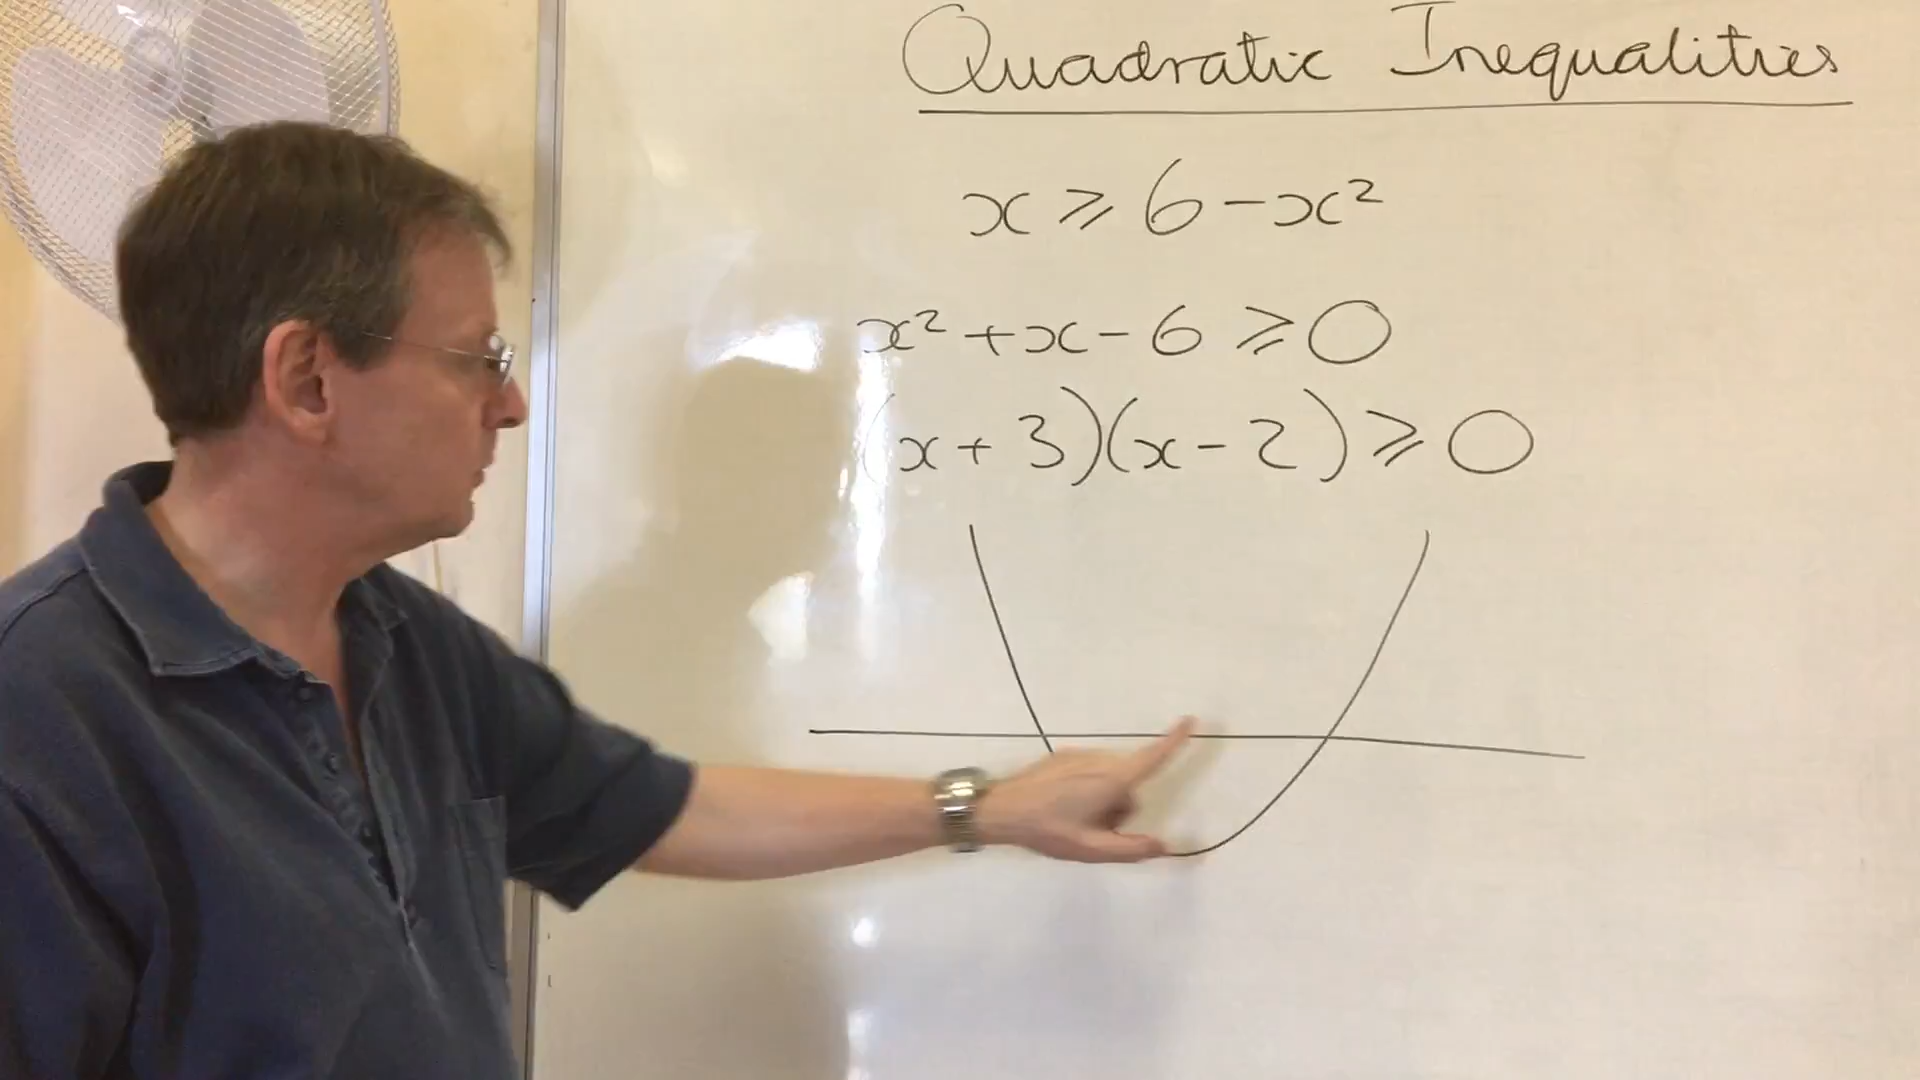 Quadratic Inequalities
x ⩾ 6 - x²
x² + x - 6 ⩾ 0
(x + 3)(x - 2) ⩾ 0